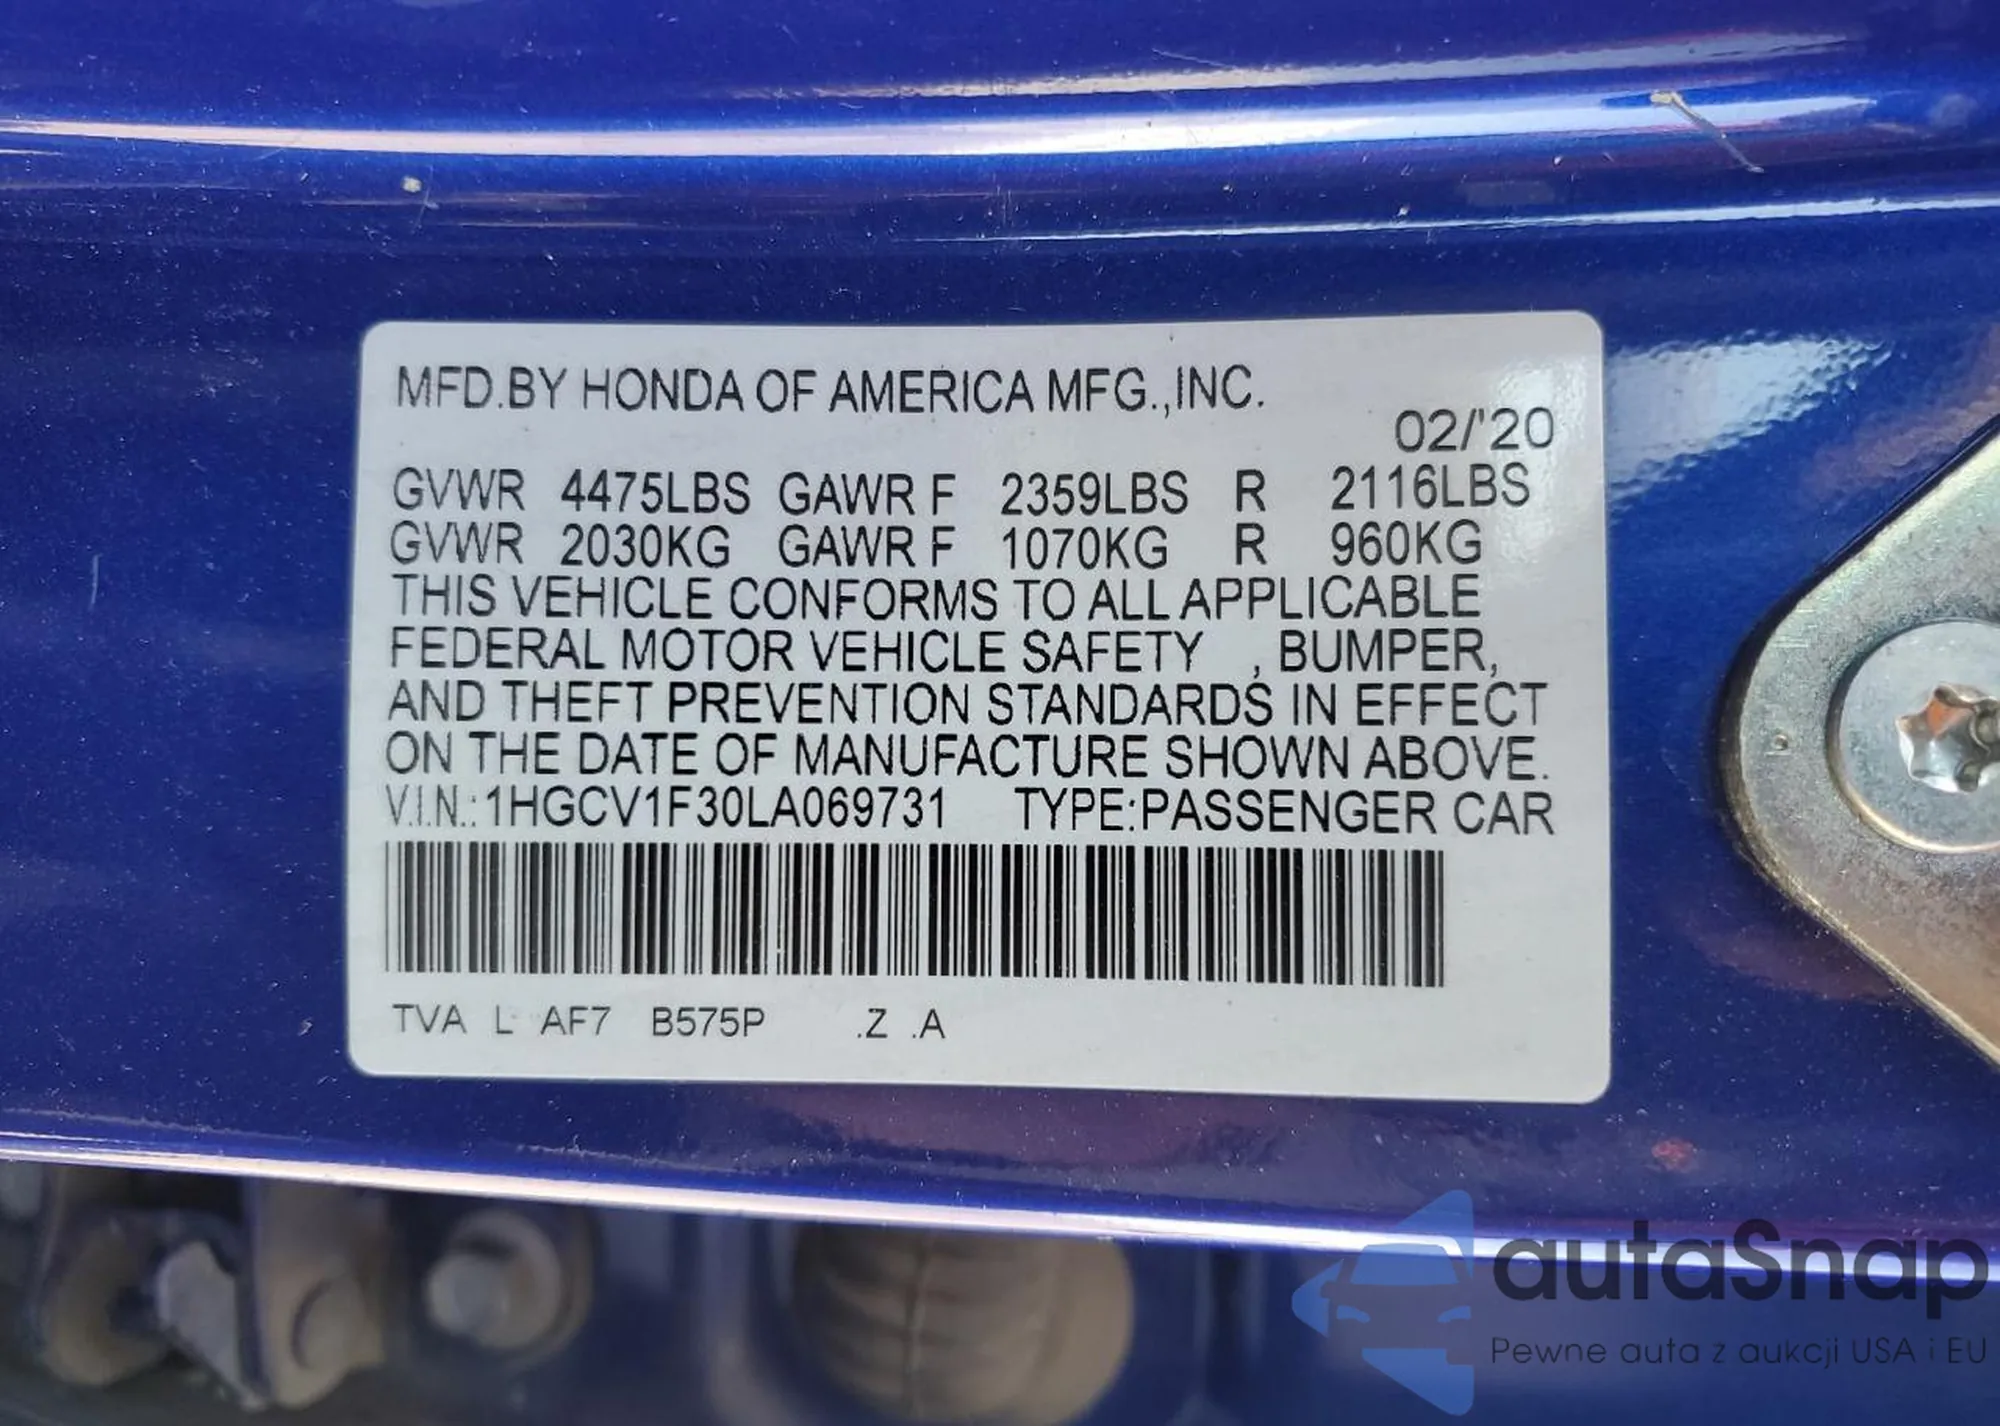 MFD.BY HONDA OF AMERICA MFG.,INC.
02/'20
GVWR 4475LBS GAWR F 2359LBS R 2116LBS
GVWR 2030KG GAWR F 1070KG R 960KG
THIS VEHICLE CONFORMS TO ALL APPLICABLE
FEDERAL MOTOR VEHICLE SAFETY , BUMPER,
AND THEFT PREVENTION STANDARDS IN EFFECT
ON THE DATE OF MANUFACTURE SHOWN ABOVE.
V.I.N.: 1HGCV1F30LA069731 TYPE:PASSENGER CAR
TVA L AF7 B575P .Z .A
autaSnap
Pewne auta z aukcji USA i EU